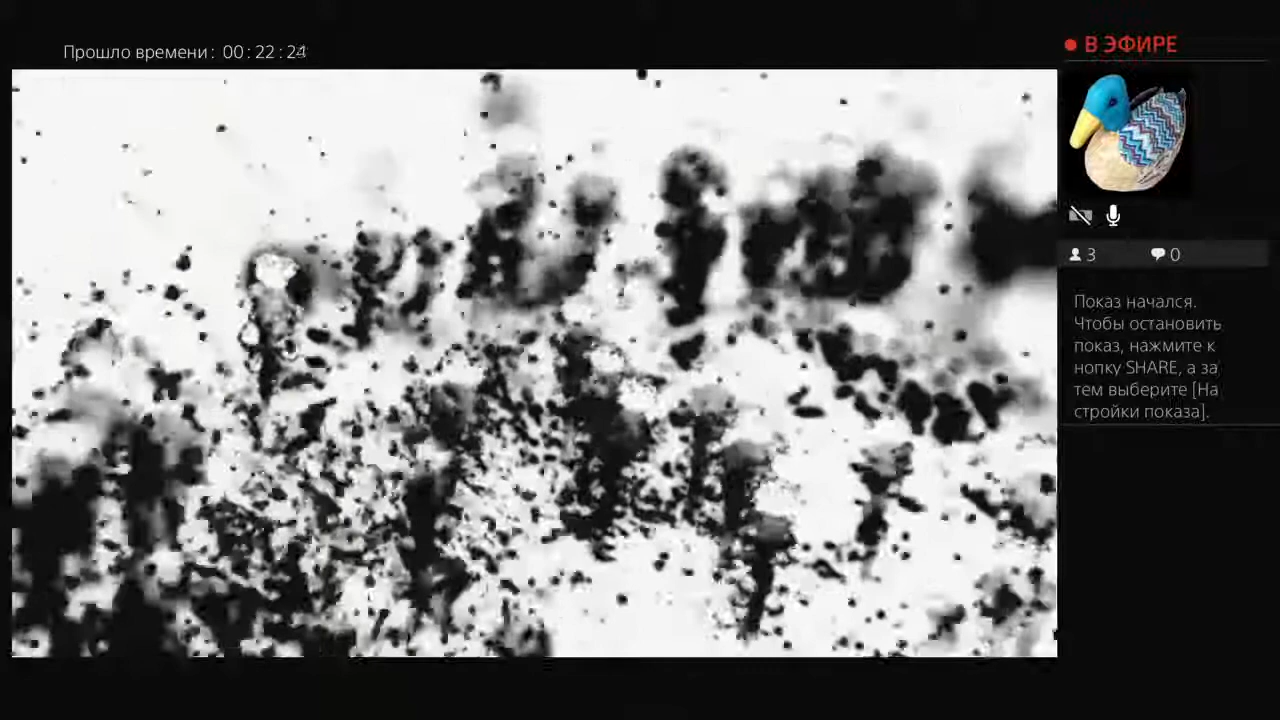 Прошло времени: 00:22:24
В ЭФИРЕ
3
0
Показ начался.
Чтобы остановить
показ, нажмите к
нопку SHARE, а за
тем выберите [На
стройки показа].